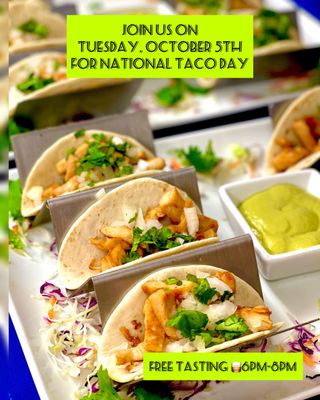 JOIN US ON
TUESDAY, OCTOBER 5TH
FOR NATIONAL TACO DAY
FREE TASTING 6PM-8PM